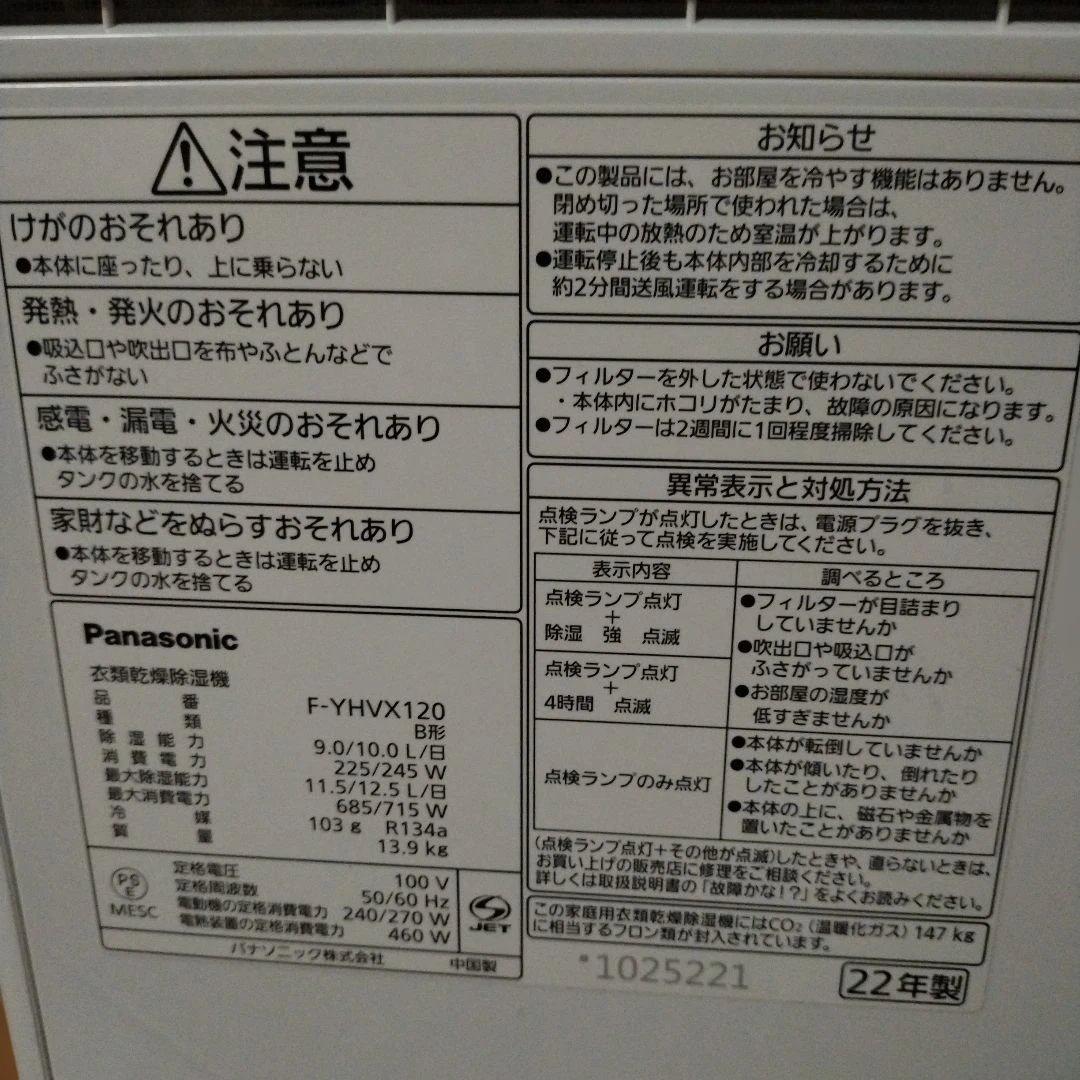 注意
けがのおそれあり
●本体に座ったり、上に乗らない
発熱・発火のおそれあり
●吸込口や吹出口を布やふとんなどで
ふさがない
感電・漏電・火災のおそれあり
●本体を移動するときは運転を止め
タンクの水を捨てる
家財などをぬらすおそれあり
●本体を移動するときは運転を止め
タンクの水を捨てる
Panasonic
衣類乾燥除湿機
品番 F-YHVX120
種類 B形
除湿能力 9.0/10.0 L/日
消費電力 225/245 W
最大除湿能力 11.5/12.5 L/日
最大消費電力 685/715 W
冷媒 103 g R134a
質量 13.9 kg
PS
E
MESC
定格電圧 100 V
定格周波数 50/60 Hz
電動機の定格消費電力 240/270 W
電熱装置の定格消費電力 460 W
JET
パナソニック株式会社 中国製
お知らせ
●この製品には、お部屋を冷やす機能はありません。
閉め切った場所で使われた場合は、
運転中の放熱のため室温が上がります。
●運転停止後も本体内部を冷却するために
約2分間送風運転をする場合があります。
お願い
●フィルターを外した状態で使わないでください。
・本体内にホコリがたまり、故障の原因になります。
●フィルターは2週間に1回程度掃除してください。
異常表示と対処方法
点検ランプが点灯したときは、電源プラグを抜き、
下記に従って点検を実施してください。
表示内容 調べるところ
点検ランプ点灯
+
除湿 強 点滅
点検ランプ点灯
+
4時間 点滅
●フィルターが目詰まり
していませんか
●吹出口や吸込口が
ふさがっていませんか
●お部屋の湿度が
低すぎませんか
点検ランプのみ点灯
●本体が転倒していませんか
●本体が傾いたり、倒れたり
したことがありませんか
●本体の上に、磁石や金属物を
置いたことがありませんか
(点検ランプ点灯+その他が点滅)したときや、直らないときは、
お買い上げの販売店に修理をご相談ください。
詳しくは取扱説明書の「故障かな!?」をよくお読みください。
この家庭用衣類乾燥除湿機にはCO₂(温暖化ガス)147 kg
に相当するフロン類が封入されています。
*1025221
22年製